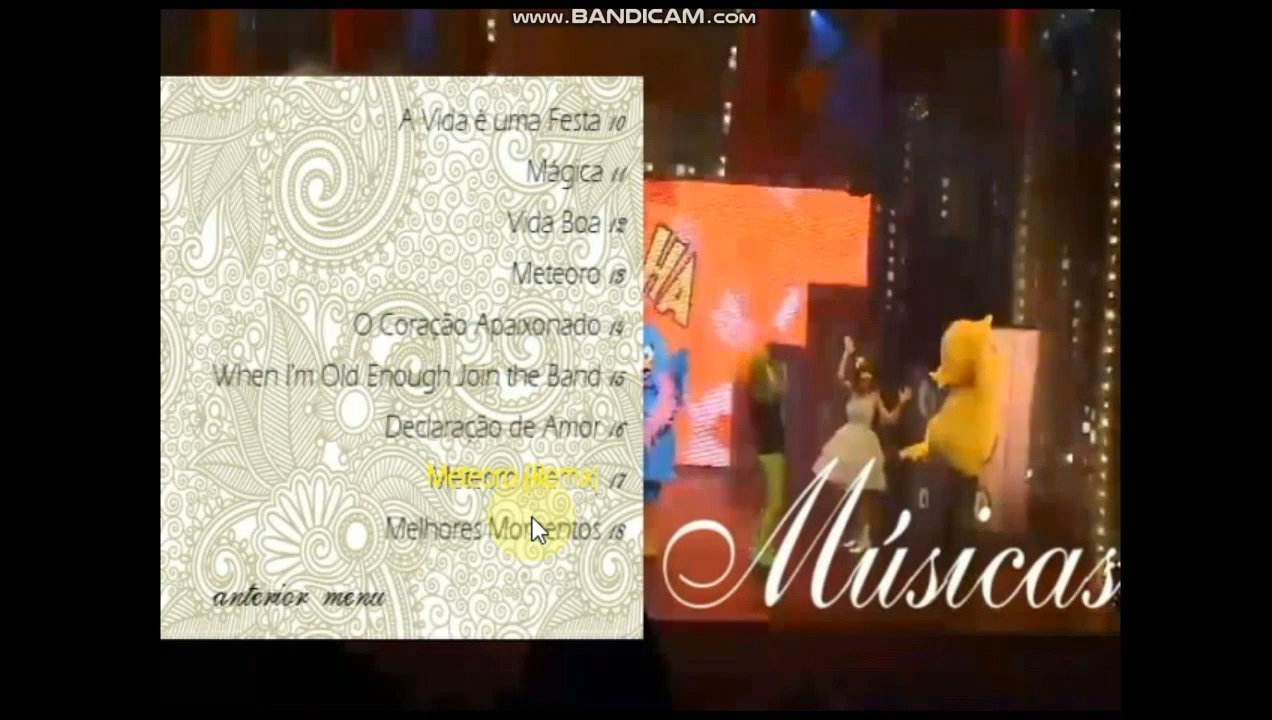 www.BANDICAM.com
A Vida é uma Festa 10
Mágica 11
Vida Boa 12
Meteoro 13
O Coração Apaixonado 14
When I'm Old Enough Join the Band 15
Declaração de Amor 16
Meteoro (Remix) 17
Melhores Momentos 18
anterior menu
HA
Músicas